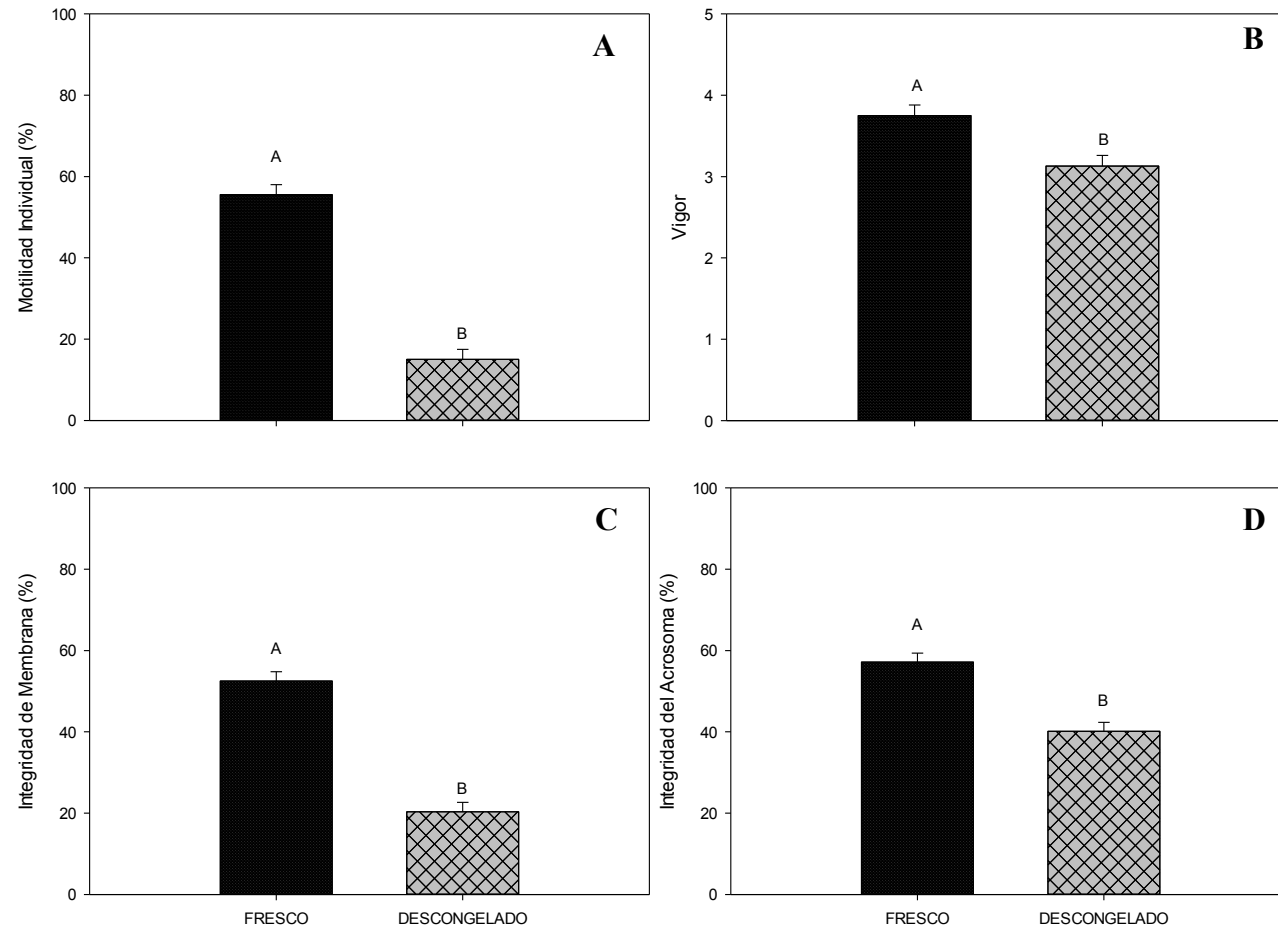 A
Motilidad Individual (%)
100
80
60
40
20
0
A
B
B
Vigor
5
4
3
2
1
0
A
B
C
Integridad de Membrana (%)
100
80
60
40
20
0
A
B
FRESCO DESCONGELADO
D
Integridad del Acrosoma (%)
100
80
60
40
20
0
A
B
FRESCO DESCONGELADO